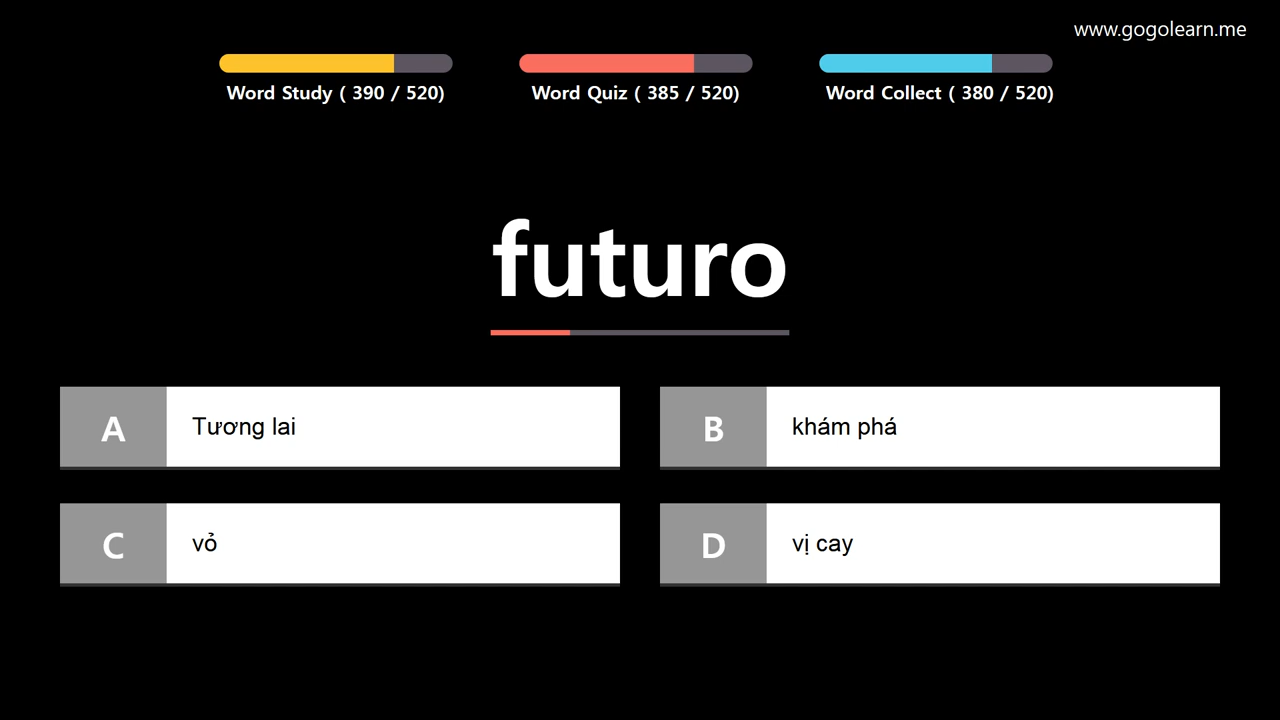 www.gogolearn.me
Word Study ( 390 / 520)
Word Quiz ( 385 / 520)
Word Collect ( 380 / 520)
futuro
A
Tương lai
B
khám phá
C
vỏ
D
vị cay